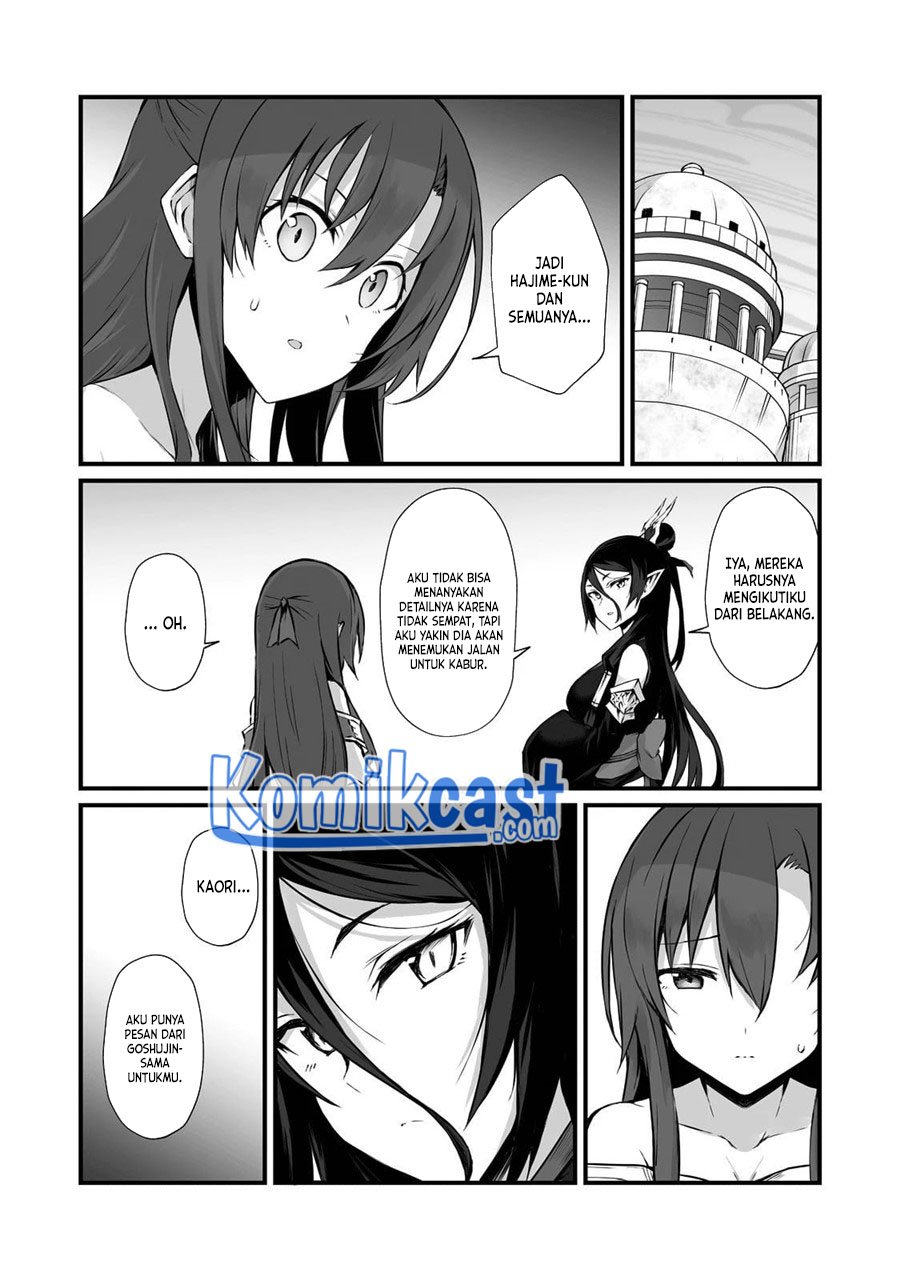 JADI
HAJIME-KUN
DAN
SEMUANYA...
IYA, MEREKA
HARUSNYA
MENGIKUTIKU
DARI BELAKANG.
AKU TIDAK BISA
MENANYAKAN
DETAILNYA KARENA
TIDAK SEMPAT, TAPI
AKU YAKIN DIA AKAN
MENEMUKAN JALAN
UNTUK KABUR.
... OH.
Komikcast
.com
KAORI...
AKU PUNYA
PESAN DARI
GOSHUJIN-
SAMA
UNTUKMU.